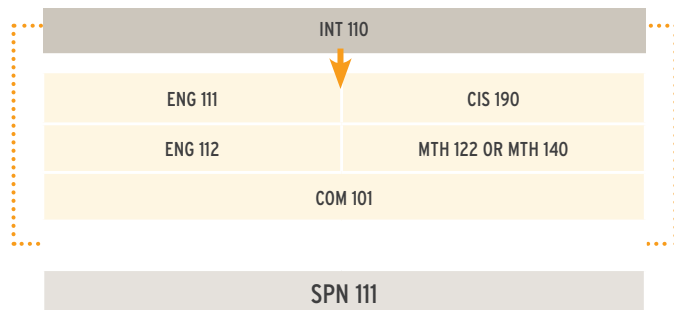 INT 110
ENG 111
CIS 190
ENG 112
MTH 122 OR MTH 140
COM 101
SPN 111